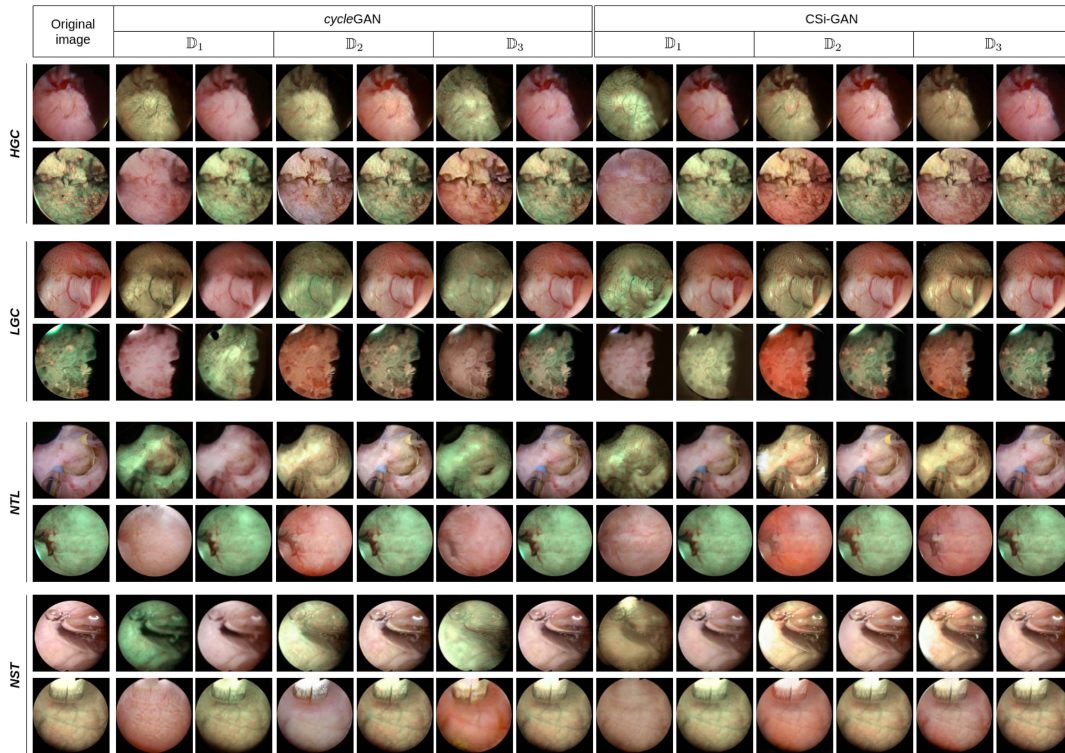 Original image
cycleGAN
CSi-GAN
𝔻1
𝔻2
𝔻3
𝔻1
𝔻2
𝔻3
HGC
LGC
NTL
NST